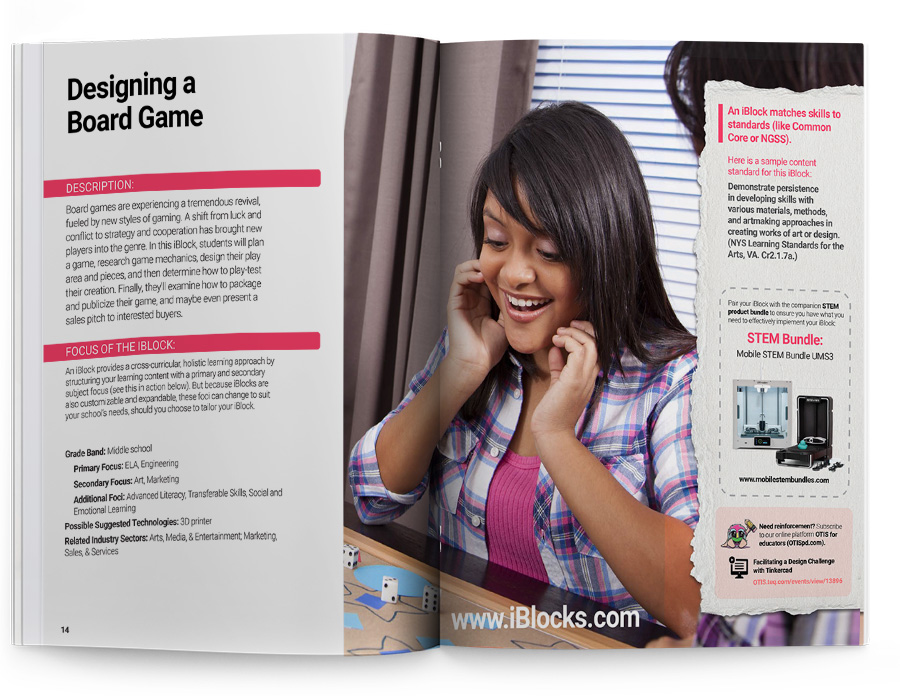 Designing a
Board Game
DESCRIPTION:
Board games are experiencing a tremendous revival,
fueled by new styles of gaming. A shift from luck and
conflict to strategy and cooperation has brought new
players into the genre. In this iBlock, students will plan
a game, research game mechanics, design their play
area and pieces, and then determine how to play-test
their creation. Finally, they'll examine how to package
and publicize their game, and maybe even present a
sales pitch to interested buyers.
FOCUS OF THE IBLOCK:
An iBlock provides a cross-curricular, holistic learning approach by
structuring your learning content with a primary and secondary
subject focus (see this in action below). But because iBlocks are
also customizable and expandable, these foci can change to suit
your school's needs, should you choose to tailor your iBlock.
Grade Band: Middle school
Primary Focus: ELA, Engineering
Secondary Focus: Art, Marketing
Additional Foci: Advanced Literacy, Transferable Skills, Social and
Emotional Learning
Possible Suggested Technologies: 3D printer
Related Industry Sectors: Arts, Media, & Entertainment; Marketing,
Sales, & Services
14
An iBlock matches skills to
standards (like Common
Core or NGSS).
Here is a sample content
standard for this iBlock:
Demonstrate persistence
in developing skills with
various materials, methods,
and artmaking approaches in
creating works of art or design.
(NYS Learning Standards for the
Arts, VA. Cr2.1.7a.)
Pair your iBlock with the companion STEM
product bundle to ensure you have what you
need to effectively implement your iBlock:
STEM Bundle:
Mobile STEM Bundle UMS3
www.mobilestembundles.com
Need reinforcement? Subscribe
to our online platform OTIS for
educators (OTISpd.com).
Facilitating a Design Challenge
with Tinkercad
OTIS.teq.com/events/view/13896
www.iBlocks.com